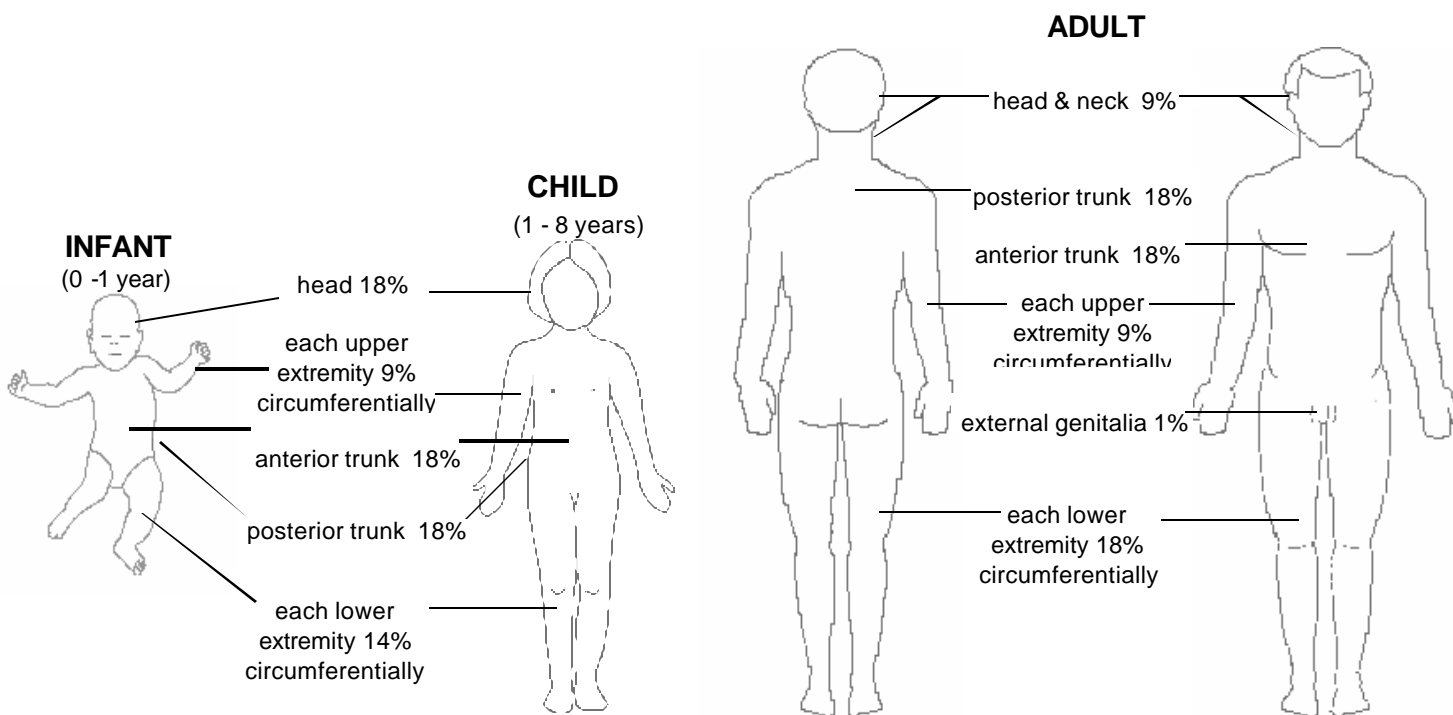 ADULT
head & neck 9%
posterior trunk 18%
anterior trunk 18%
each upper
extremity 9%
circumferentially
external genitalia 1%
each lower
extremity 18%
circumferentially
CHILD
(1 - 8 years)
INFANT
(0 -1 year)
head 18%
each upper
extremity 9%
circumferentially
anterior trunk 18%
posterior trunk 18%
each lower
extremity 14%
circumferentially